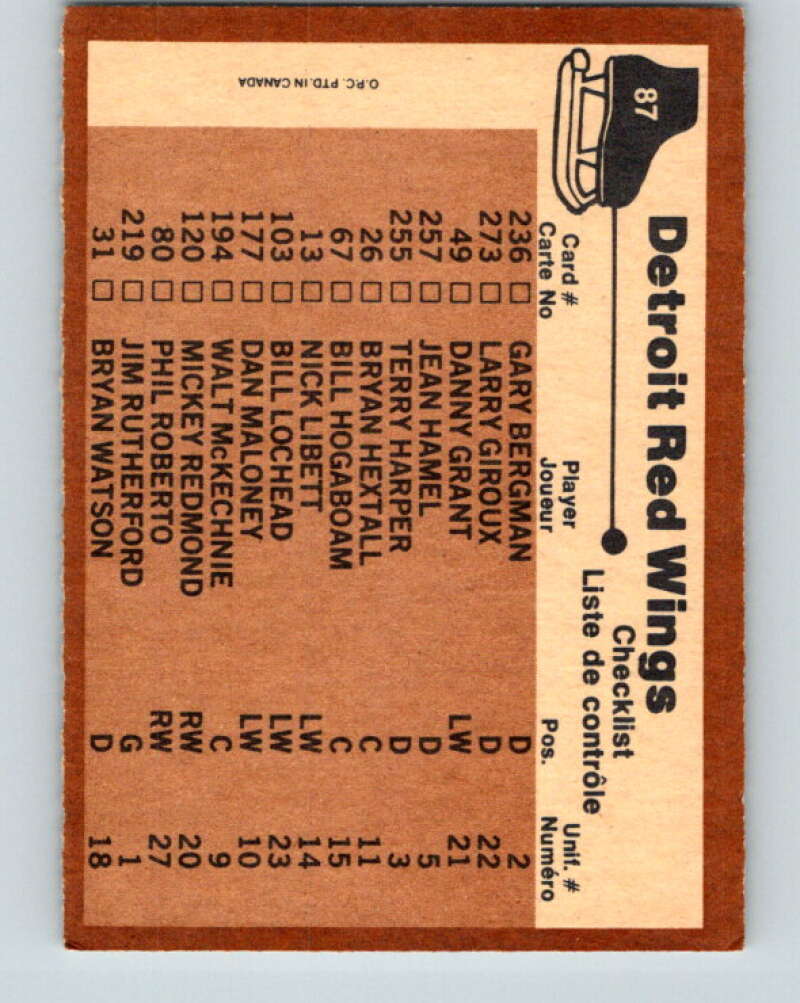 87
Detroit Red Wings
Checklist
Liste de contrôle
Card # Player Pos. Unif. #
Carte No Joueur Numéro
236 □ GARY BERGMAN D 2
273 □ LARRY GIROUX D 22
49 □ DANNY GRANT LW 21
257 □ JEAN HAMEL D 5
255 □ TERRY HARPER D 3
26 □ BRYAN HEXTALL C 11
67 □ BILL HOGABOAM C 15
13 □ NICK LIBETT LW 14
103 □ BILL LOCHEAD LW 23
177 □ DAN MALONEY LW 10
194 □ WALT McKECHNIE C 9
120 □ MICKEY REDMOND RW 20
80 □ PHIL ROBERTO RW 27
219 □ JIM RUTHERFORD G 1
31 □ BRYAN WATSON D 18
O.P.C. PTD. IN CANADA